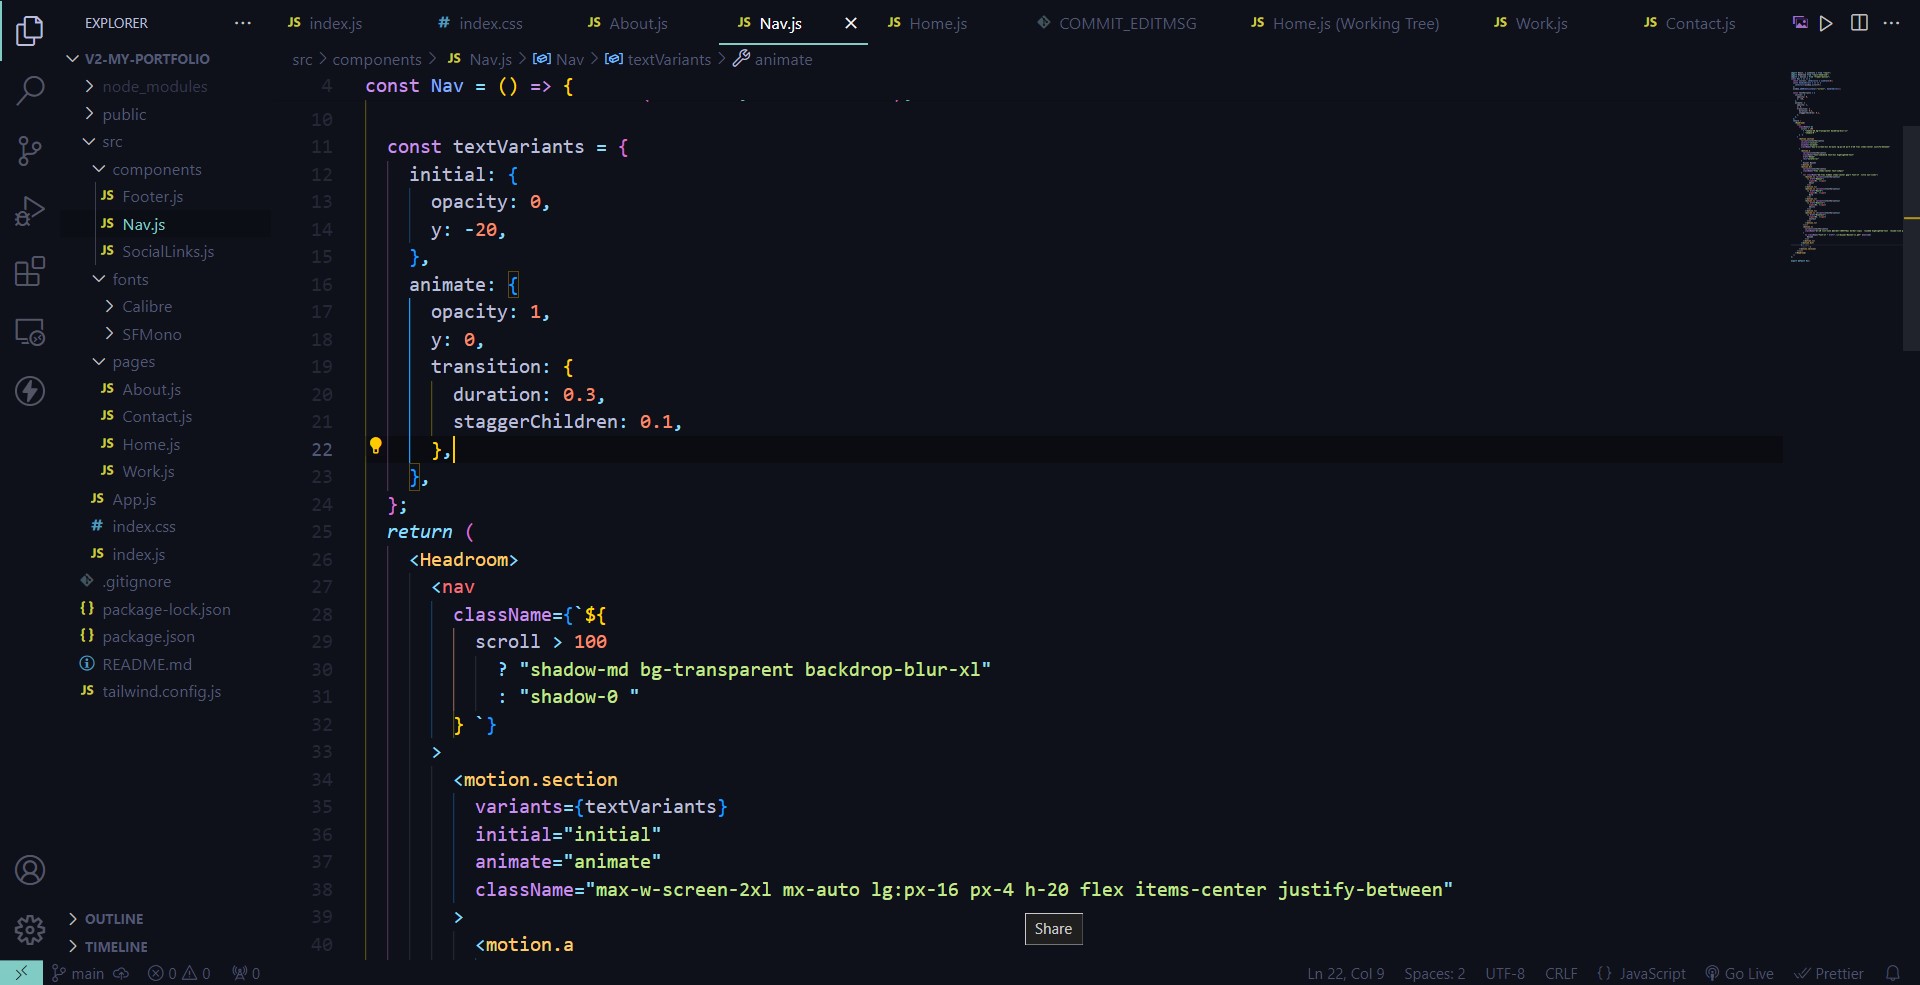 EXPLORER
JS index.js
# index.css
JS About.js
JS Nav.js
JS Home.js
COMMIT_EDITMSG
JS Home.js (Working Tree)
JS Work.js
JS Contact.js
V2-MY-PORTFOLIO
node_modules
public
src
components
JS Footer.js
JS Nav.js
JS SocialLinks.js
fonts
Calibre
SFMono
pages
JS About.js
JS Contact.js
JS Home.js
JS Work.js
JS App.js
# index.css
JS index.js
.gitignore
{} package-lock.json
{} package.json
README.md
JS tailwind.config.js
OUTLINE
TIMELINE
src > components > JS Nav.js > Nav > textVariants > animate
4 const Nav = () => {
10
11 const textVariants = {
12 initial: {
13 opacity: 0,
14 y: -20,
15 },
16 animate: {
17 opacity: 1,
18 y: 0,
19 transition: {
20 duration: 0.3,
21 staggerChildren: 0.1,
22 },
23 },
24 };
25 return (
26 <Headroom>
27 <nav
28 className={`${
29 scroll > 100
30 ? "shadow-md bg-transparent backdrop-blur-xl"
31 : "shadow-0 "
32 } `}
33 >
34 <motion.section
35 variants={textVariants}
36 initial="initial"
37 animate="animate"
38 className="max-w-screen-2xl mx-auto lg:px-16 px-4 h-20 flex items-center justify-between"
39 >
40 <motion.a
Share
main
0
0
0
Ln 22, Col 9
Spaces: 2
UTF-8
CRLF
{} JavaScript
Go Live
Prettier